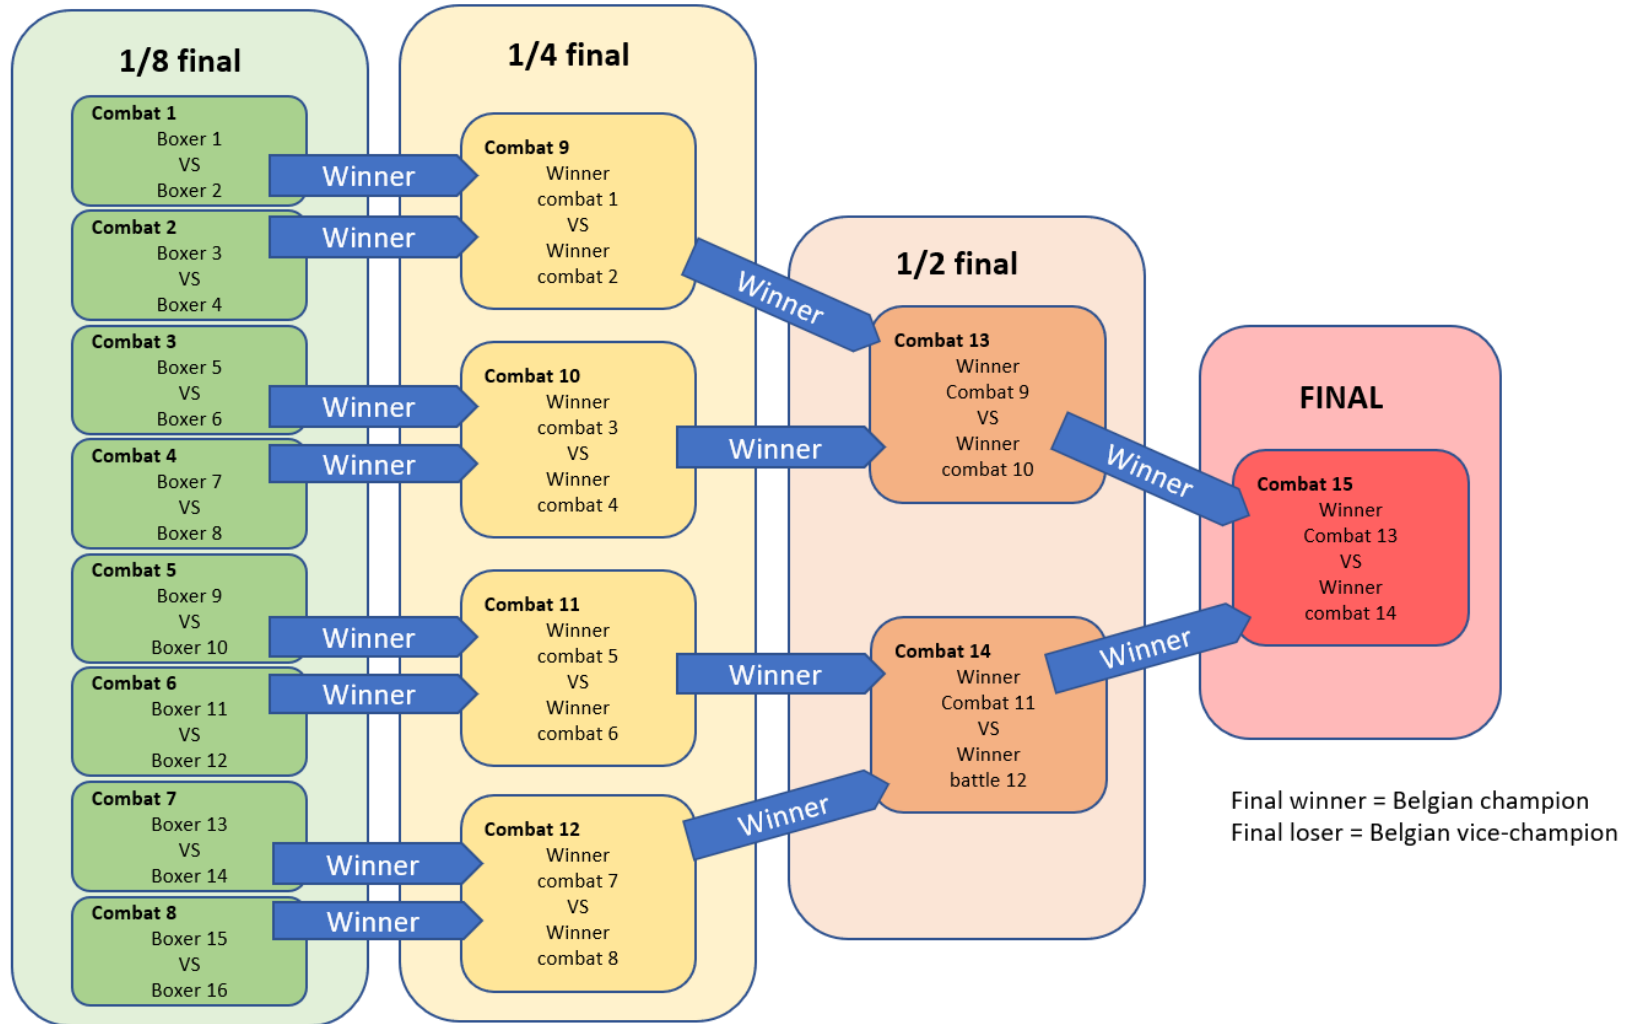 1/8 final
Combat 1
Boxer 1
VS
Boxer 2
Winner
Combat 2
Boxer 3
VS
Boxer 4
Winner
Combat 3
Boxer 5
VS
Boxer 6
Winner
Combat 4
Boxer 7
VS
Boxer 8
Winner
Combat 5
Boxer 9
VS
Boxer 10
Winner
Combat 6
Boxer 11
VS
Boxer 12
Winner
Combat 7
Boxer 13
VS
Boxer 14
Winner
Combat 8
Boxer 15
VS
Boxer 16
Winner
1/4 final
Combat 9
Winner
combat 1
VS
Winner
combat 2
Winner
Combat 10
Winner
combat 3
VS
Winner
combat 4
Winner
Combat 11
Winner
combat 5
VS
Winner
combat 6
Winner
Combat 12
Winner
combat 7
VS
Winner
combat 8
Winner
1/2 final
Combat 13
Winner
Combat 9
VS
Winner
combat 10
Winner
Combat 14
Winner
Combat 11
VS
Winner
battle 12
Winner
FINAL
Combat 15
Winner
Combat 13
VS
Winner
combat 14
Final winner = Belgian champion
Final loser = Belgian vice-champion